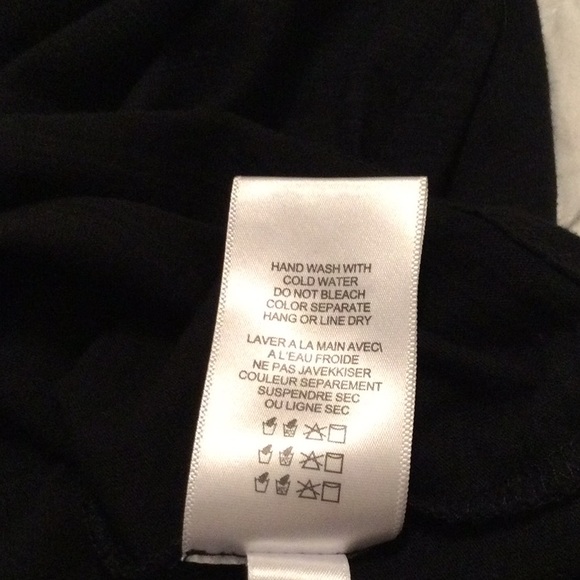 HAND WASH WITH
COLD WATER
DO NOT BLEACH
COLOR SEPARATE
HANG OR LINE DRY
LAVER A LA MAIN AVEC\
A L'EAU FROIDE
NE PAS JAVEKKISER
COULEUR SEPAREMENT
SUSPENDRE SEC
OU LIGNE SEC